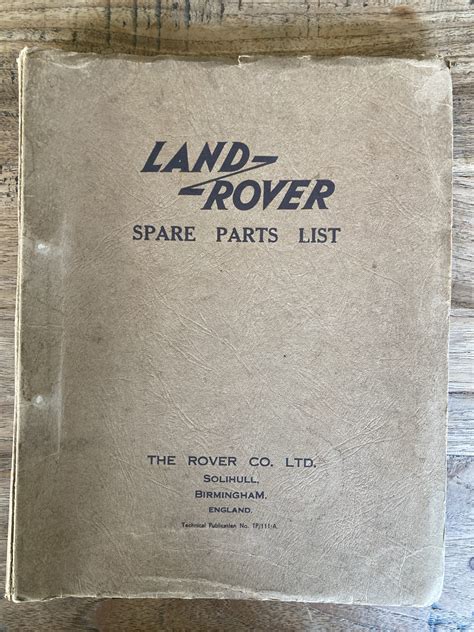 LAND-
ROVER
SPARE PARTS LIST
THE ROVER CO. LTD.
SOLIHULL,
BIRMINGHAM,
ENGLAND.
Technical Publication No. TP/111-A.